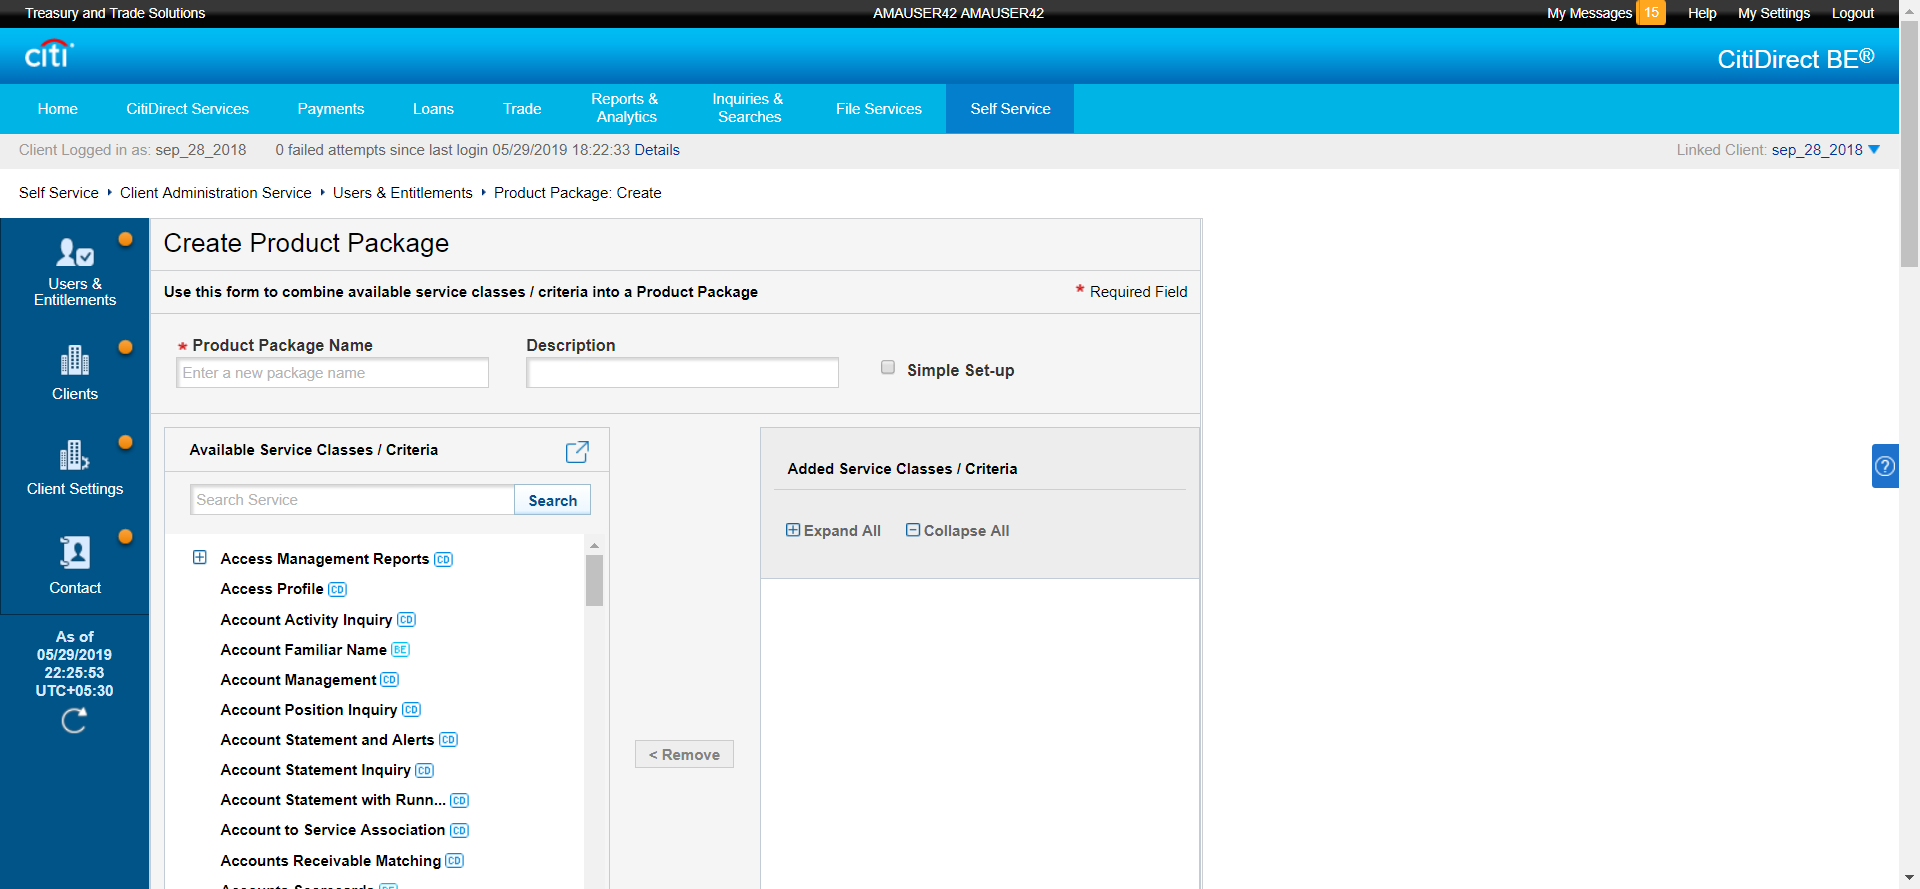 Treasury and Trade Solutions
AMAUSER42 AMAUSER42
My Messages 15 Help My Settings Logout
citi
CitiDirect BE®
Home
CitiDirect Services
Payments
Loans
Trade
Reports &
Analytics
Inquiries &
Searches
File Services
Self Service
Client Logged in as: sep_28_2018 0 failed attempts since last login 05/29/2019 18:22:33 Details
Linked Client: sep_28_2018
Self Service Client Administration Service Users & Entitlements Product Package: Create
Users &
Entitlements
Clients
Client Settings
Contact
As of
05/29/2019
22:25:53
UTC+05:30
Create Product Package
Use this form to combine available service classes / criteria into a Product Package
* Required Field
* Product Package Name
Enter a new package name
Description
Simple Set-up
Available Service Classes / Criteria
Search Service
Search
Access Management Reports CD
Access Profile CD
Account Activity Inquiry CD
Account Familiar Name BE
Account Management CD
Account Position Inquiry CD
Account Statement and Alerts CD
Account Statement Inquiry CD
Account Statement with Runn... CD
Account to Service Association CD
Accounts Receivable Matching CD
Accounts Scorecards BE
< Remove
Added Service Classes / Criteria
Expand All Collapse All
?